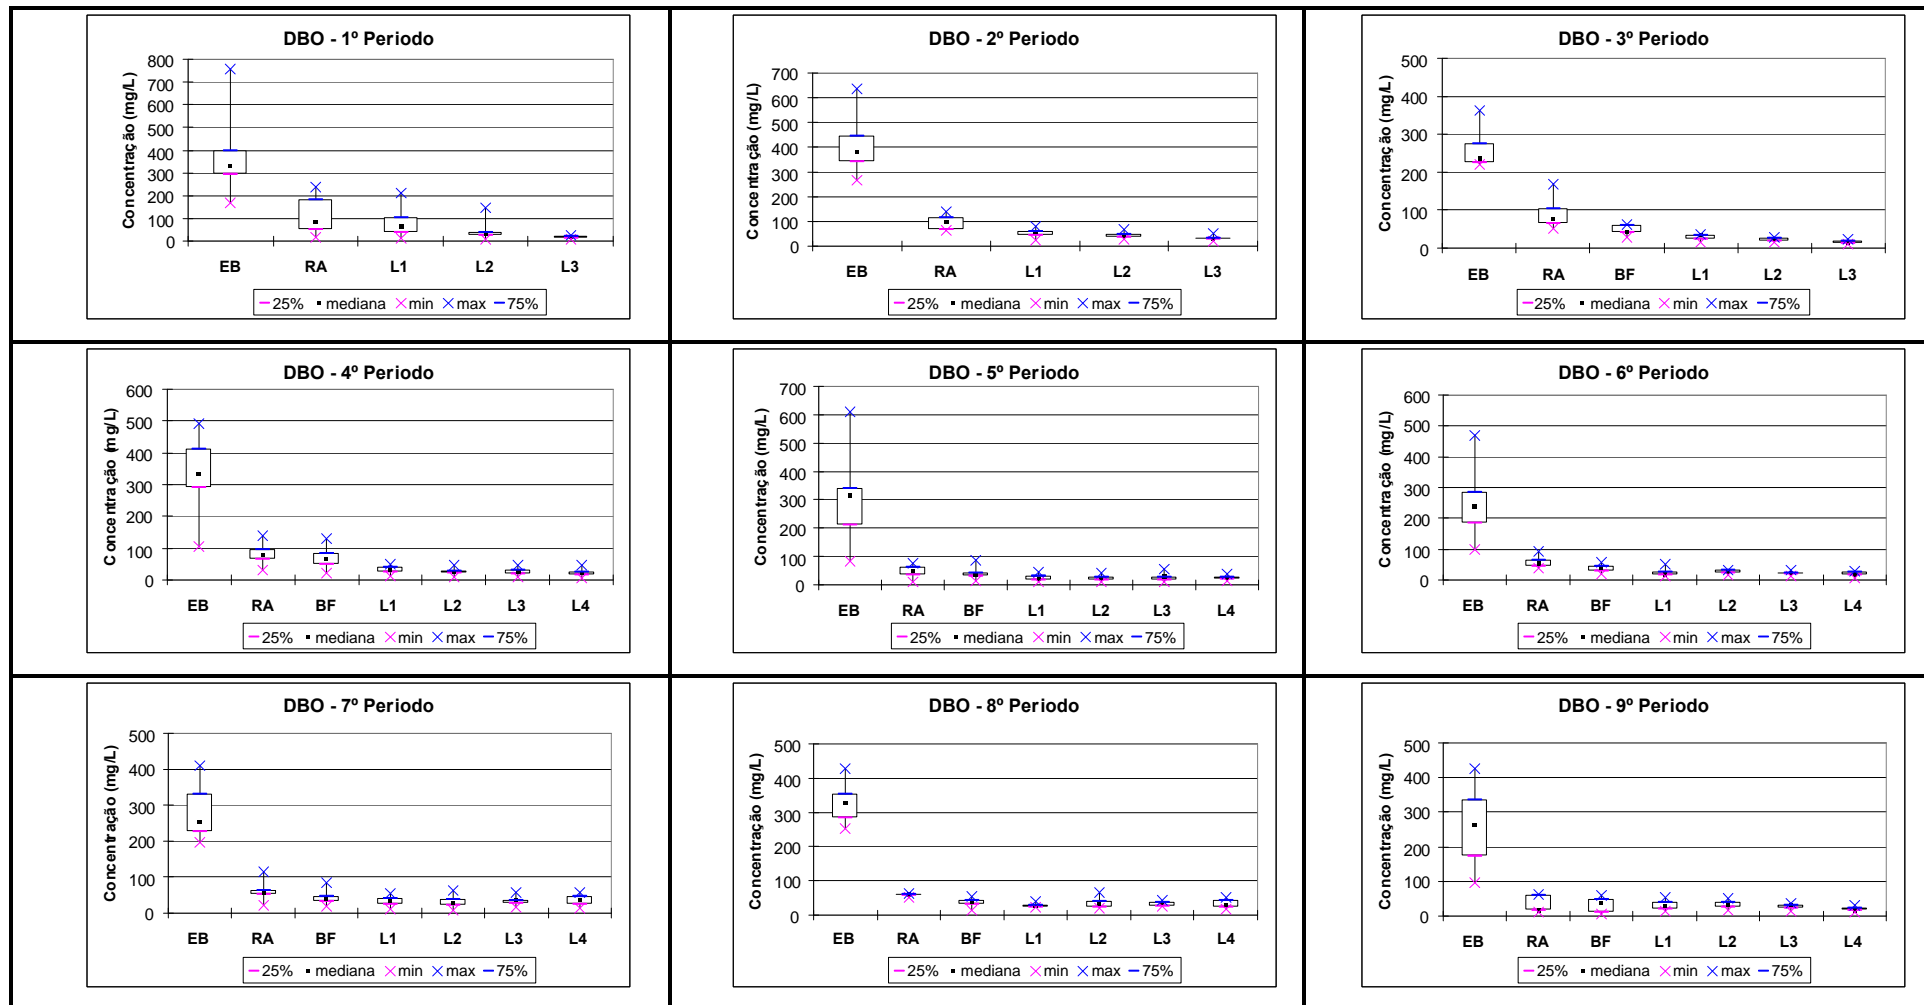 DBO - 1º Periodo
Concentração (mg/L)
800
700
600
500
400
300
200
100
0
EB RA L1 L2 L3
25% mediana min max 75%
DBO - 2º Periodo
Concentração (mg/L)
700
600
500
400
300
200
100
0
EB RA L1 L2 L3
25% mediana min max 75%
DBO - 3º Periodo
Concentração (mg/L)
500
400
300
200
100
0
EB RA BF L1 L2 L3
25% mediana min max 75%
DBO - 4º Periodo
Concentração (mg/L)
600
500
400
300
200
100
0
EB RA BF L1 L2 L3 L4
25% mediana min max 75%
DBO - 5º Periodo
Concentração (mg/L)
700
600
500
400
300
200
100
0
EB RA BF L1 L2 L3 L4
25% mediana min max 75%
DBO - 6º Periodo
Concentração (mg/L)
600
500
400
300
200
100
0
EB RA BF L1 L2 L3 L4
25% mediana min max 75%
DBO - 7º Periodo
Concentração (mg/L)
500
400
300
200
100
0
EB RA BF L1 L2 L3 L4
25% mediana min max 75%
DBO - 8º Periodo
Concentração (mg/L)
500
400
300
200
100
0
EB RA BF L1 L2 L3 L4
25% mediana min max 75%
DBO - 9º Periodo
Concentração (mg/L)
500
400
300
200
100
0
EB RA BF L1 L2 L3 L4
25% mediana min max 75%